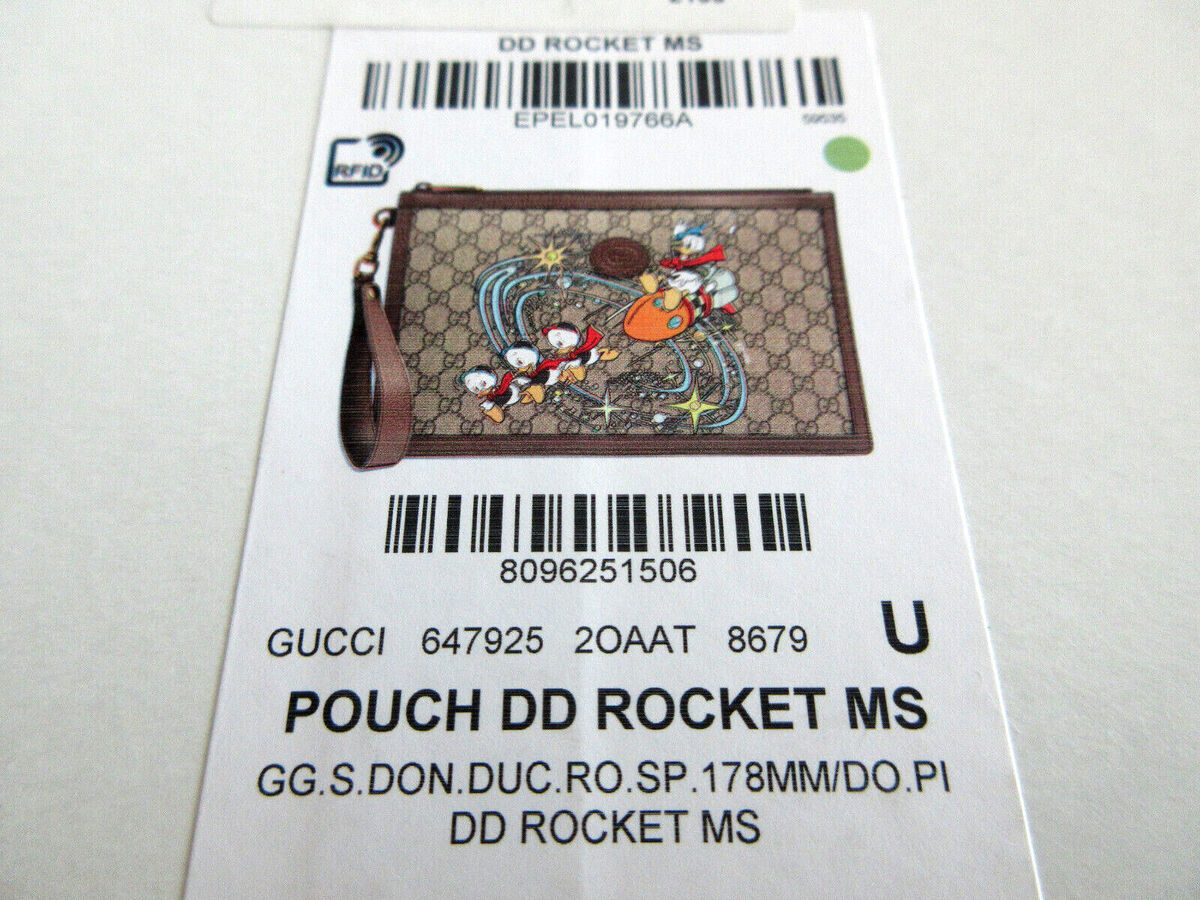 DD ROCKET MS
EPEL019766A
59535
RFID
8096251506
GUCCI 647925 2OAAT 8679 U
POUCH DD ROCKET MS
GG.S.DON.DUC.RO.SP.178MM/DO.PI
DD ROCKET MS